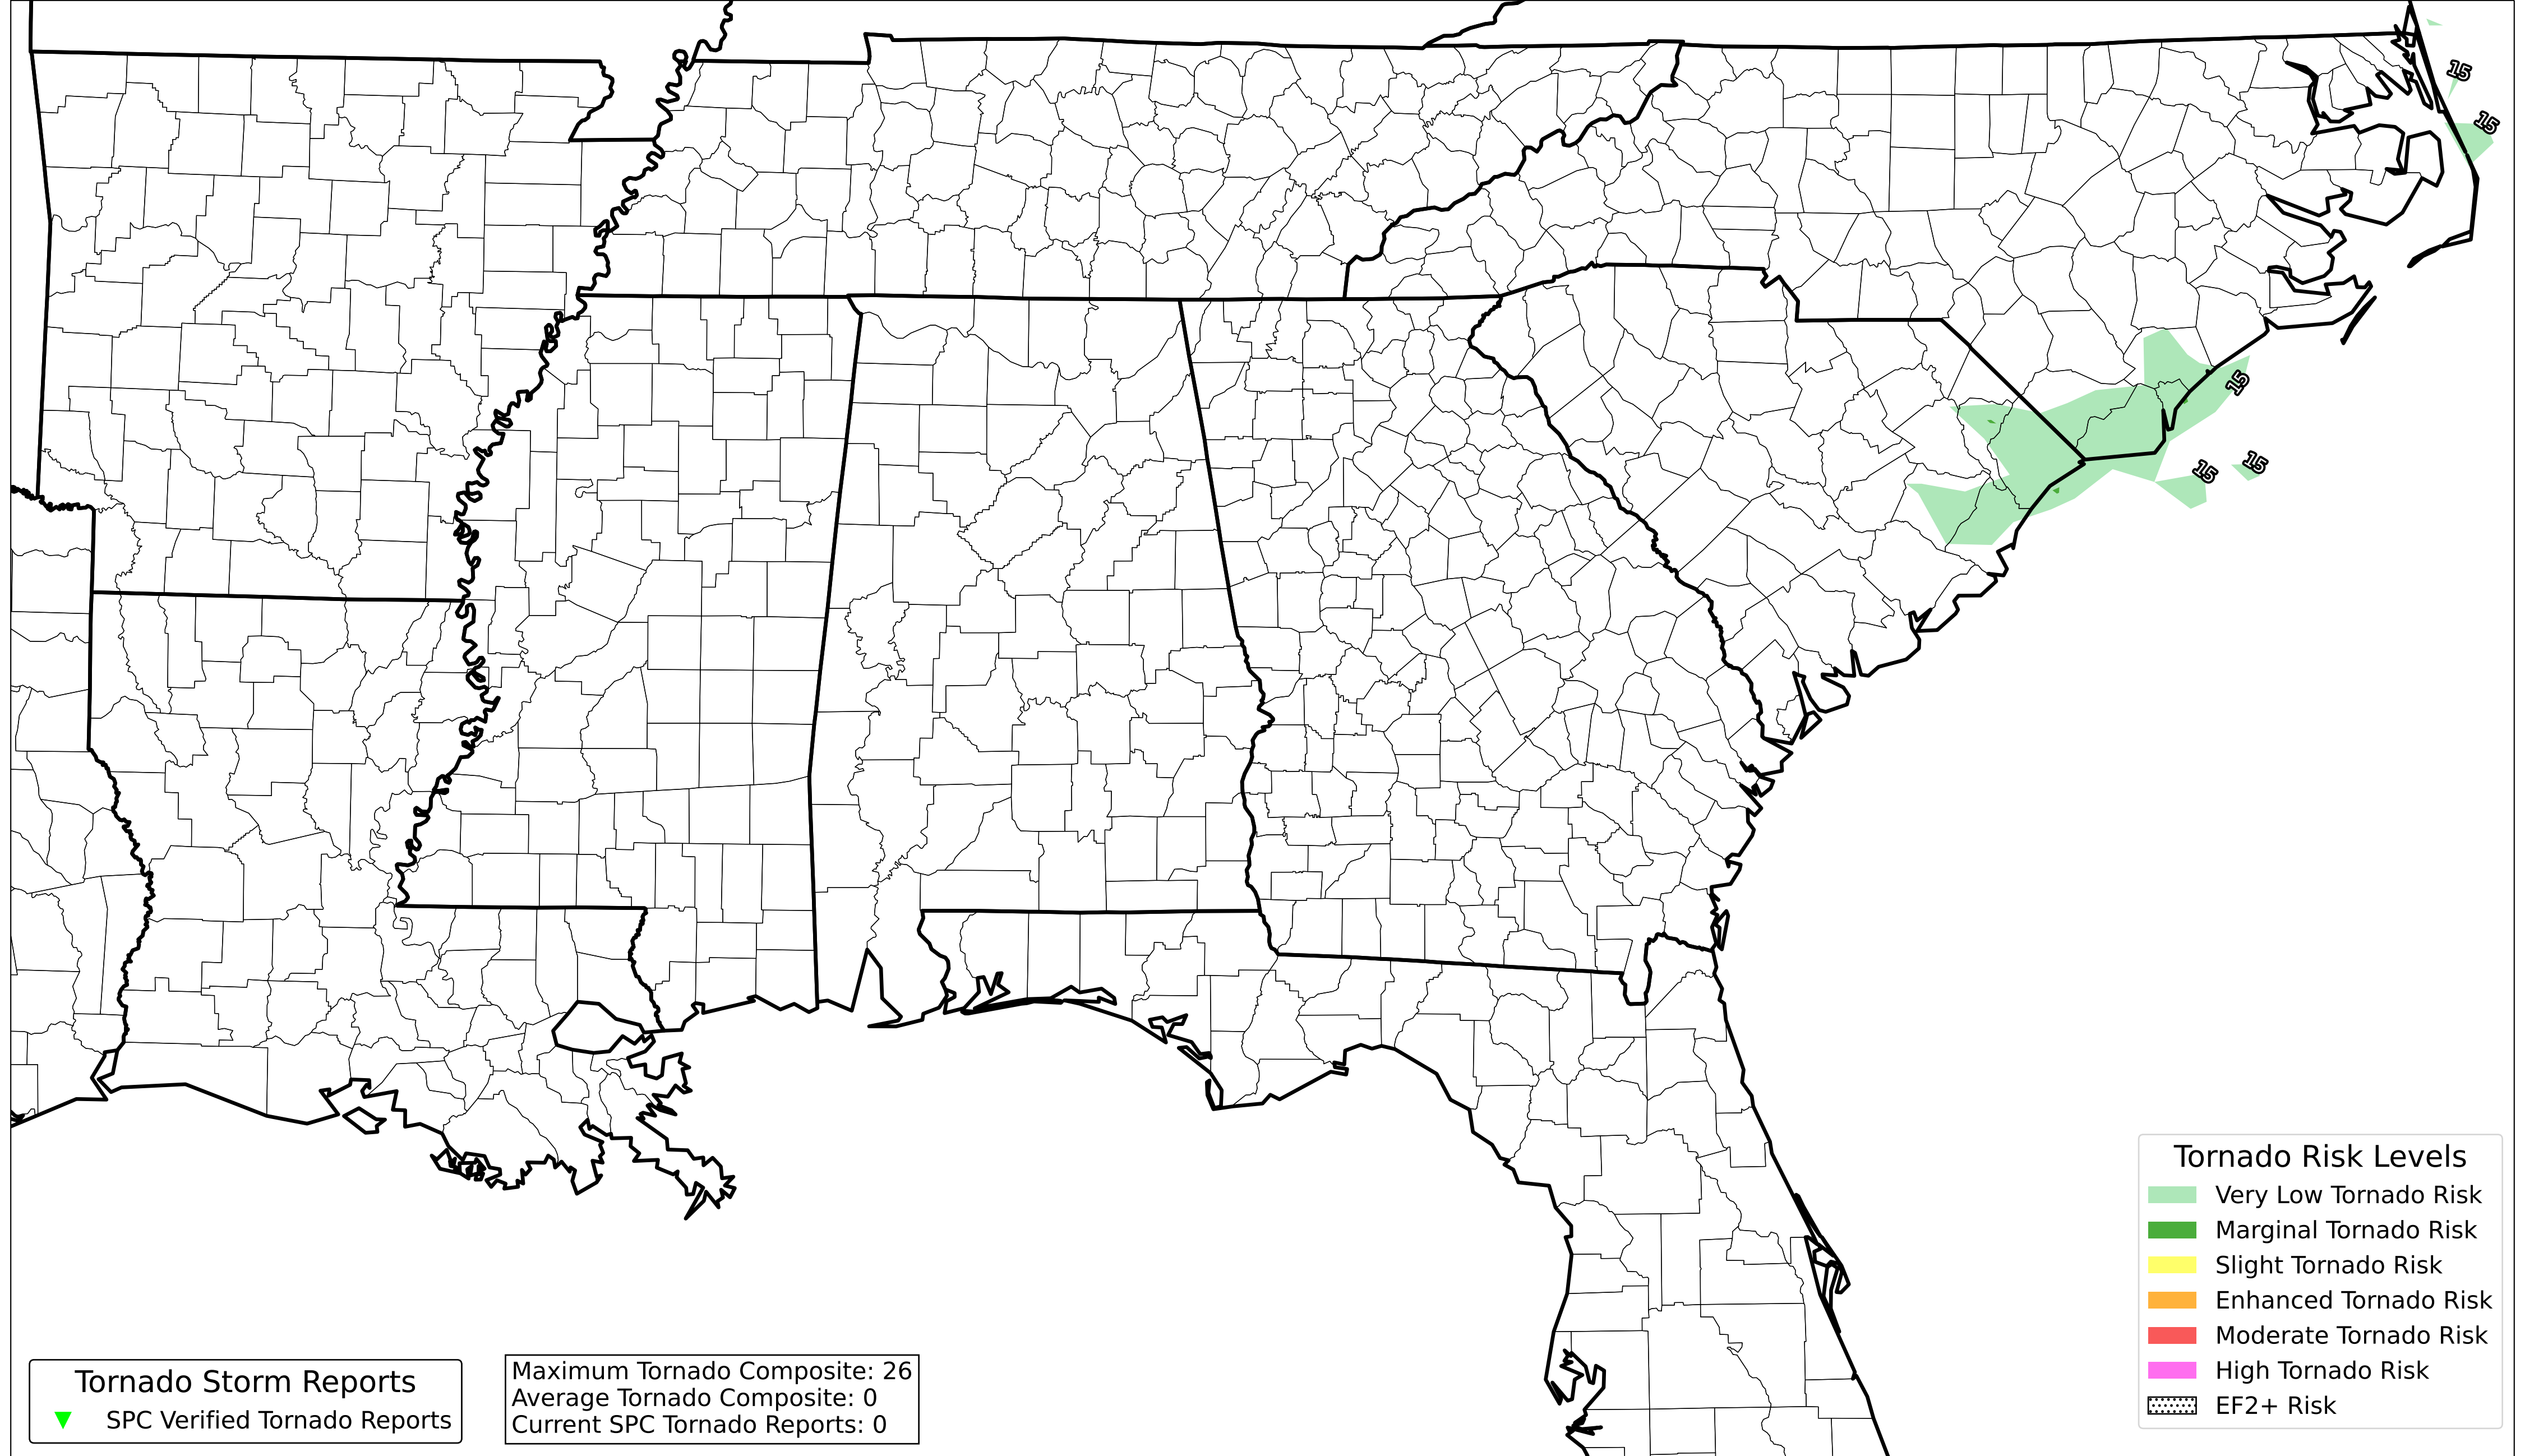 15
15
15
15
15
Tornado Risk Levels
Very Low Tornado Risk
Marginal Tornado Risk
Slight Tornado Risk
Enhanced Tornado Risk
Moderate Tornado Risk
High Tornado Risk
EF2+ Risk
Tornado Storm Reports
SPC Verified Tornado Reports
Maximum Tornado Composite: 26
Average Tornado Composite: 0
Current SPC Tornado Reports: 0